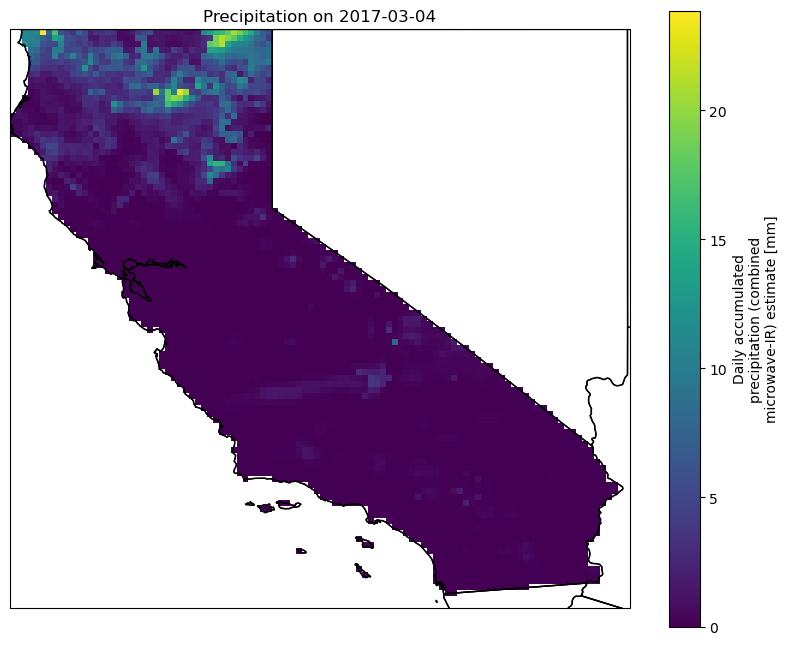 Precipitation on 2017-03-04
20
15
10
5
0
Daily accumulated
precipitation (combined
microwave-IR) estimate [mm]